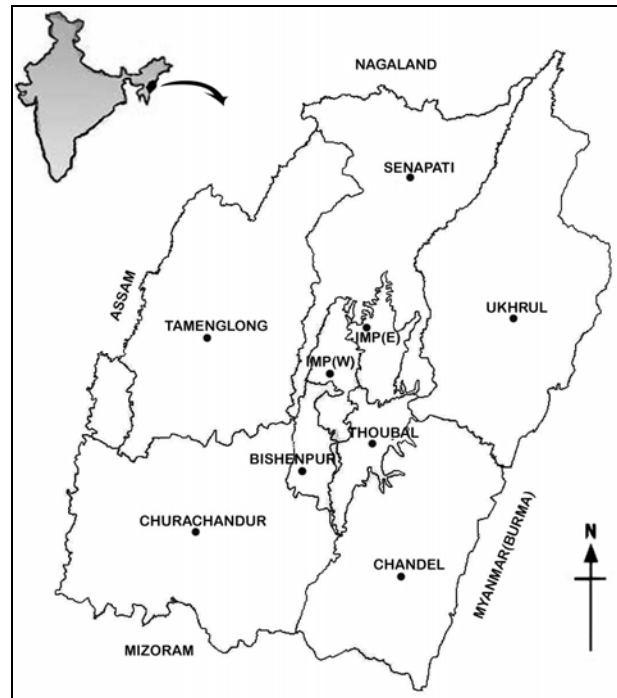 NAGALAND
SENAPATI
ASSAM
UKHRUL
TAMENGLONG
IMP(E)
IMP(W)
THOUBAL
BISHENPUR
CHURACHANDUR
MYANMAR(BURMA)
N
CHANDEL
MIZORAM